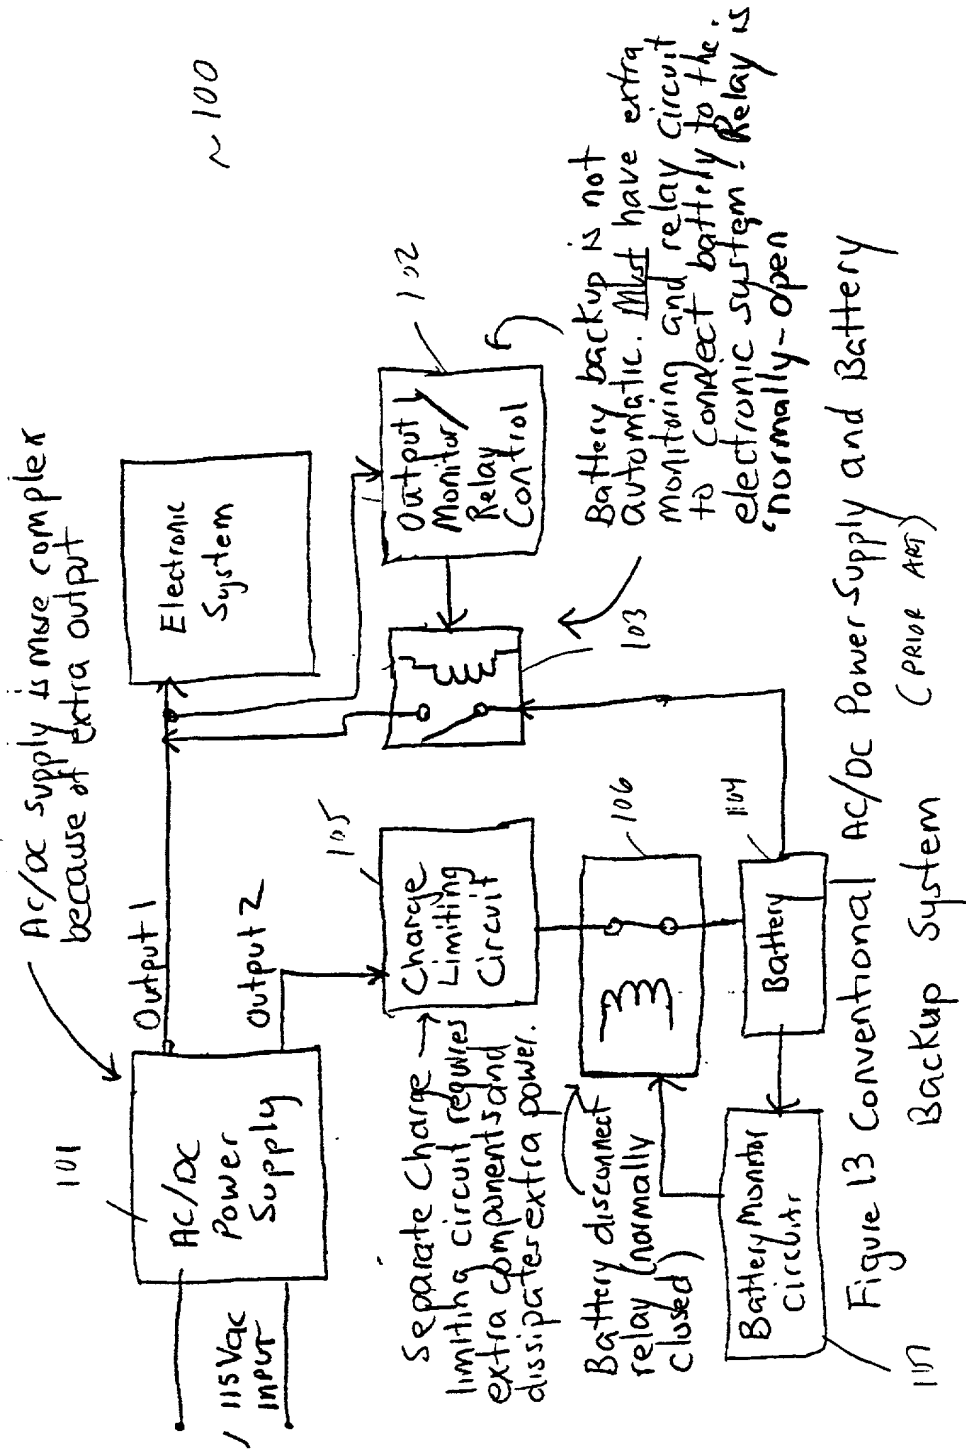 AC/DC supply is more complex
because of extra output
~ 100
101
AC/DC
Power
Supply
115Vac
INPUT
Output 1
Output 2
Electronic
System
102
Output
Monitor/
Relay
Control
103
105
Charge
Limiting
Circuit
106
104
Battery
Battery Monitor
Circuitr
107
Separate Charge
limiting circuit requires
extra components and
dissipates extra power.
Battery disconnect
relay (normally
closed)
Battery backup is not
automatic. Must have extra
monitoring and relay circuit
to connect battery to the
electronic system. Relay is
"normally-open
Figure 13 Conventional AC/DC Power Supply and Battery
Backup System (PRIOR ART)